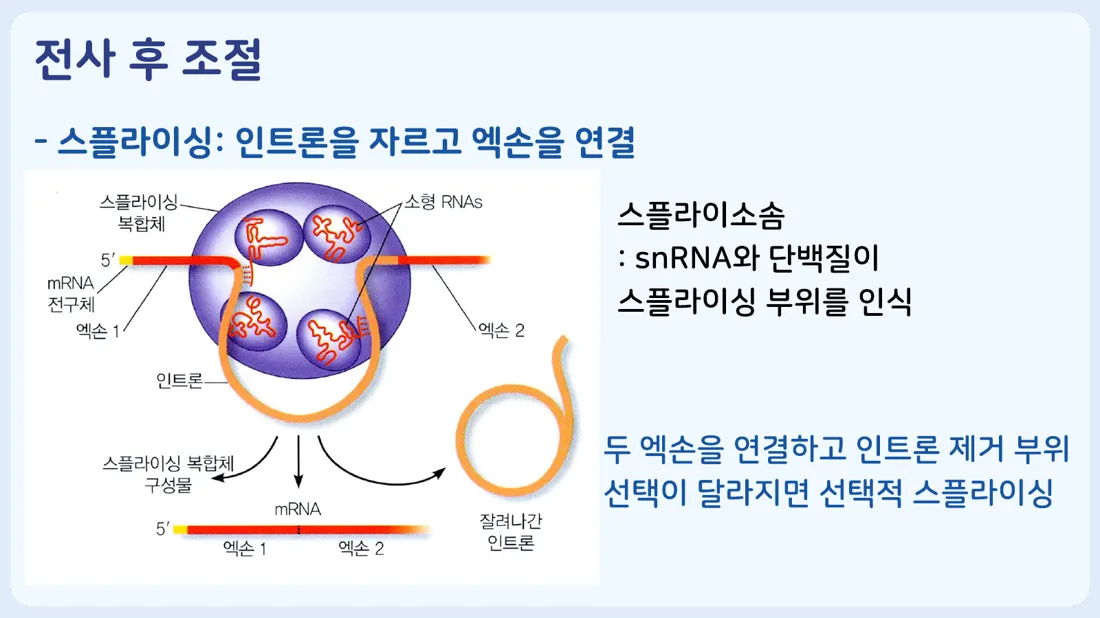 전사 후 조절
- 스플라이싱: 인트론을 자르고 엑손을 연결
스플라이싱
복합체
소형 RNAs
5′
mRNA
전구체
엑손 1
엑손 2
인트론
스플라이싱 복합체
구성물
mRNA
5′
엑손 1
엑손 2
잘려나간
인트론
스플라이소솜
: snRNA와 단백질이
스플라이싱 부위를 인식
두 엑손을 연결하고 인트론 제거 부위
선택이 달라지면 선택적 스플라이싱